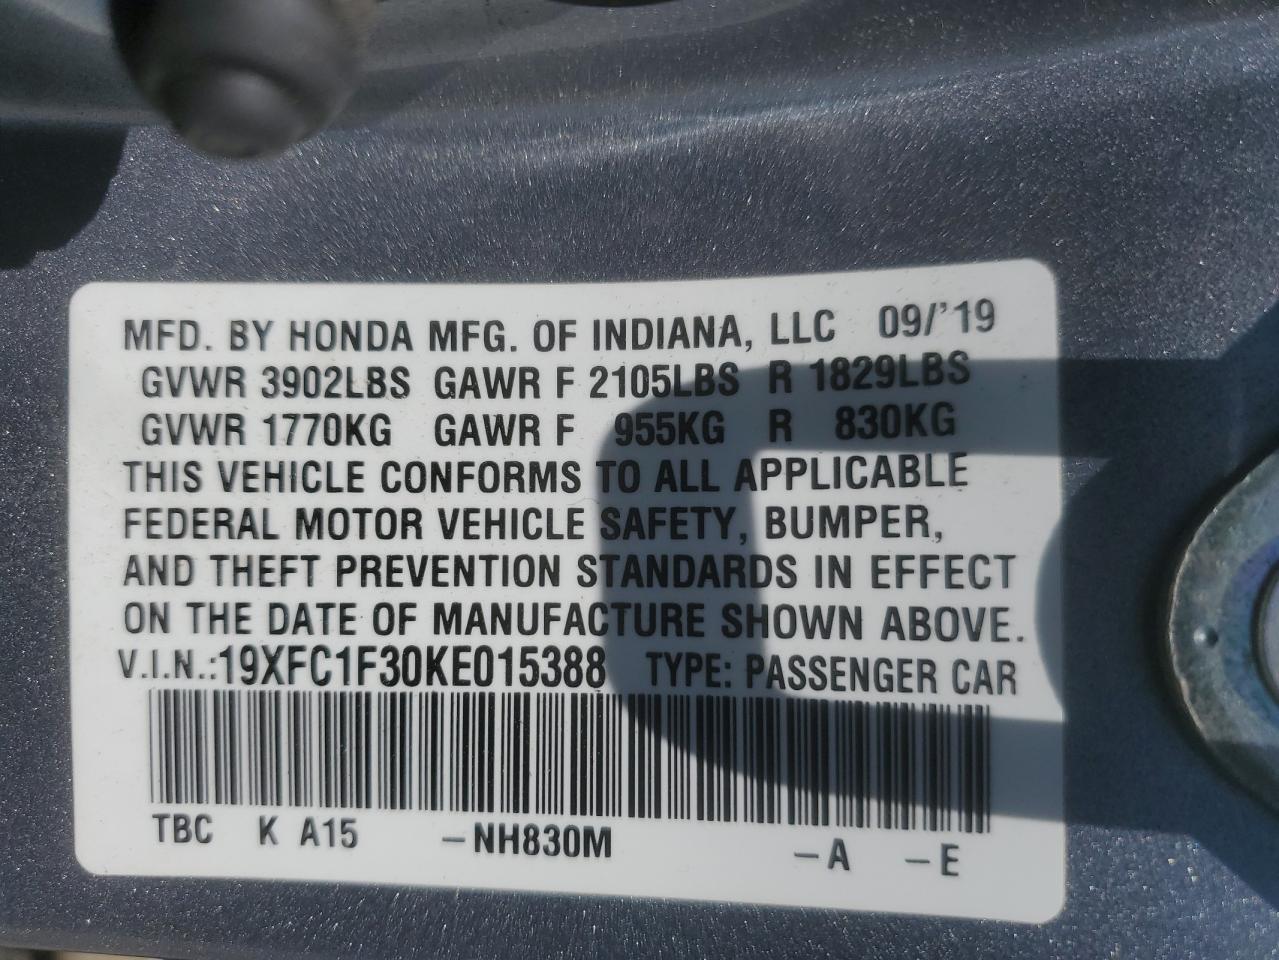 MFD. BY HONDA MFG. OF INDIANA, LLC 09/'19
GVWR 3902LBS GAWR F 2105LBS R 1829LBS
GVWR 1770KG GAWR F 955KG R 830KG
THIS VEHICLE CONFORMS TO ALL APPLICABLE
FEDERAL MOTOR VEHICLE SAFETY, BUMPER,
AND THEFT PREVENTION STANDARDS IN EFFECT
ON THE DATE OF MANUFACTURE SHOWN ABOVE.
V.I.N.:19XFC1F30KE015388 TYPE: PASSENGER CAR
TBC K A15 -NH830M -A -E